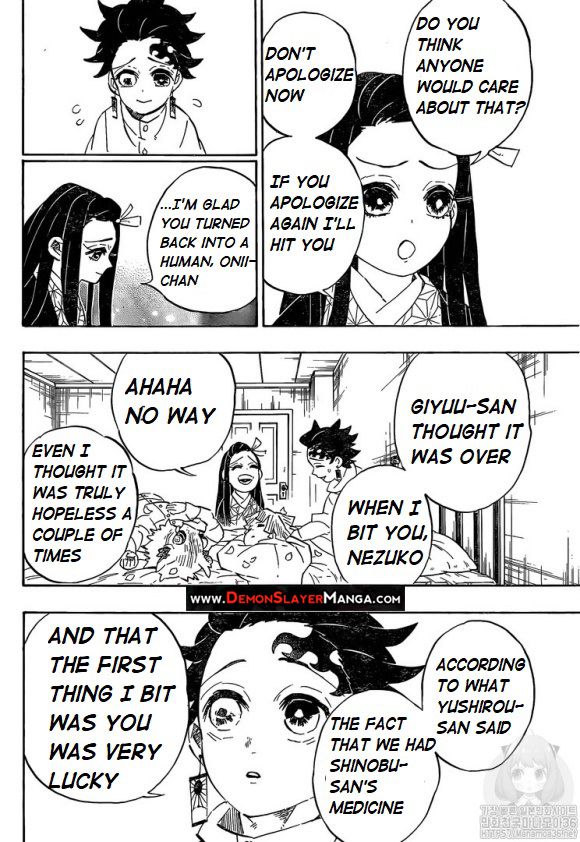 DO YOU
THINK
ANYONE
WOULD CARE
ABOUT THAT?
DON'T
APOLOGIZE
NOW
IF YOU
APOLOGIZE
AGAIN I'LL
HIT YOU
...I'M GLAD
YOU TURNED
BACK INTO A
HUMAN, ONII-
CHAN
GIYUU-SAN
THOUGHT IT
WAS OVER
WHEN I
BIT YOU,
NEZUKO
AHAHA
NO WAY
EVEN I
THOUGHT IT
WAS TRULY
HOPELESS A
COUPLE OF
TIMES
WWW.DEMONSLAYERMANGA.COM
ACCORDING
TO WHAT
YUSHIROU-
SAN SAID
THE FACT
THAT WE HAD
SHINOBU-
SAN'S
MEDICINE
AND THAT
THE FIRST
THING I BIT
WAS YOU
WAS VERY
LUCKY
HTTPS://MANAMOA36.NET